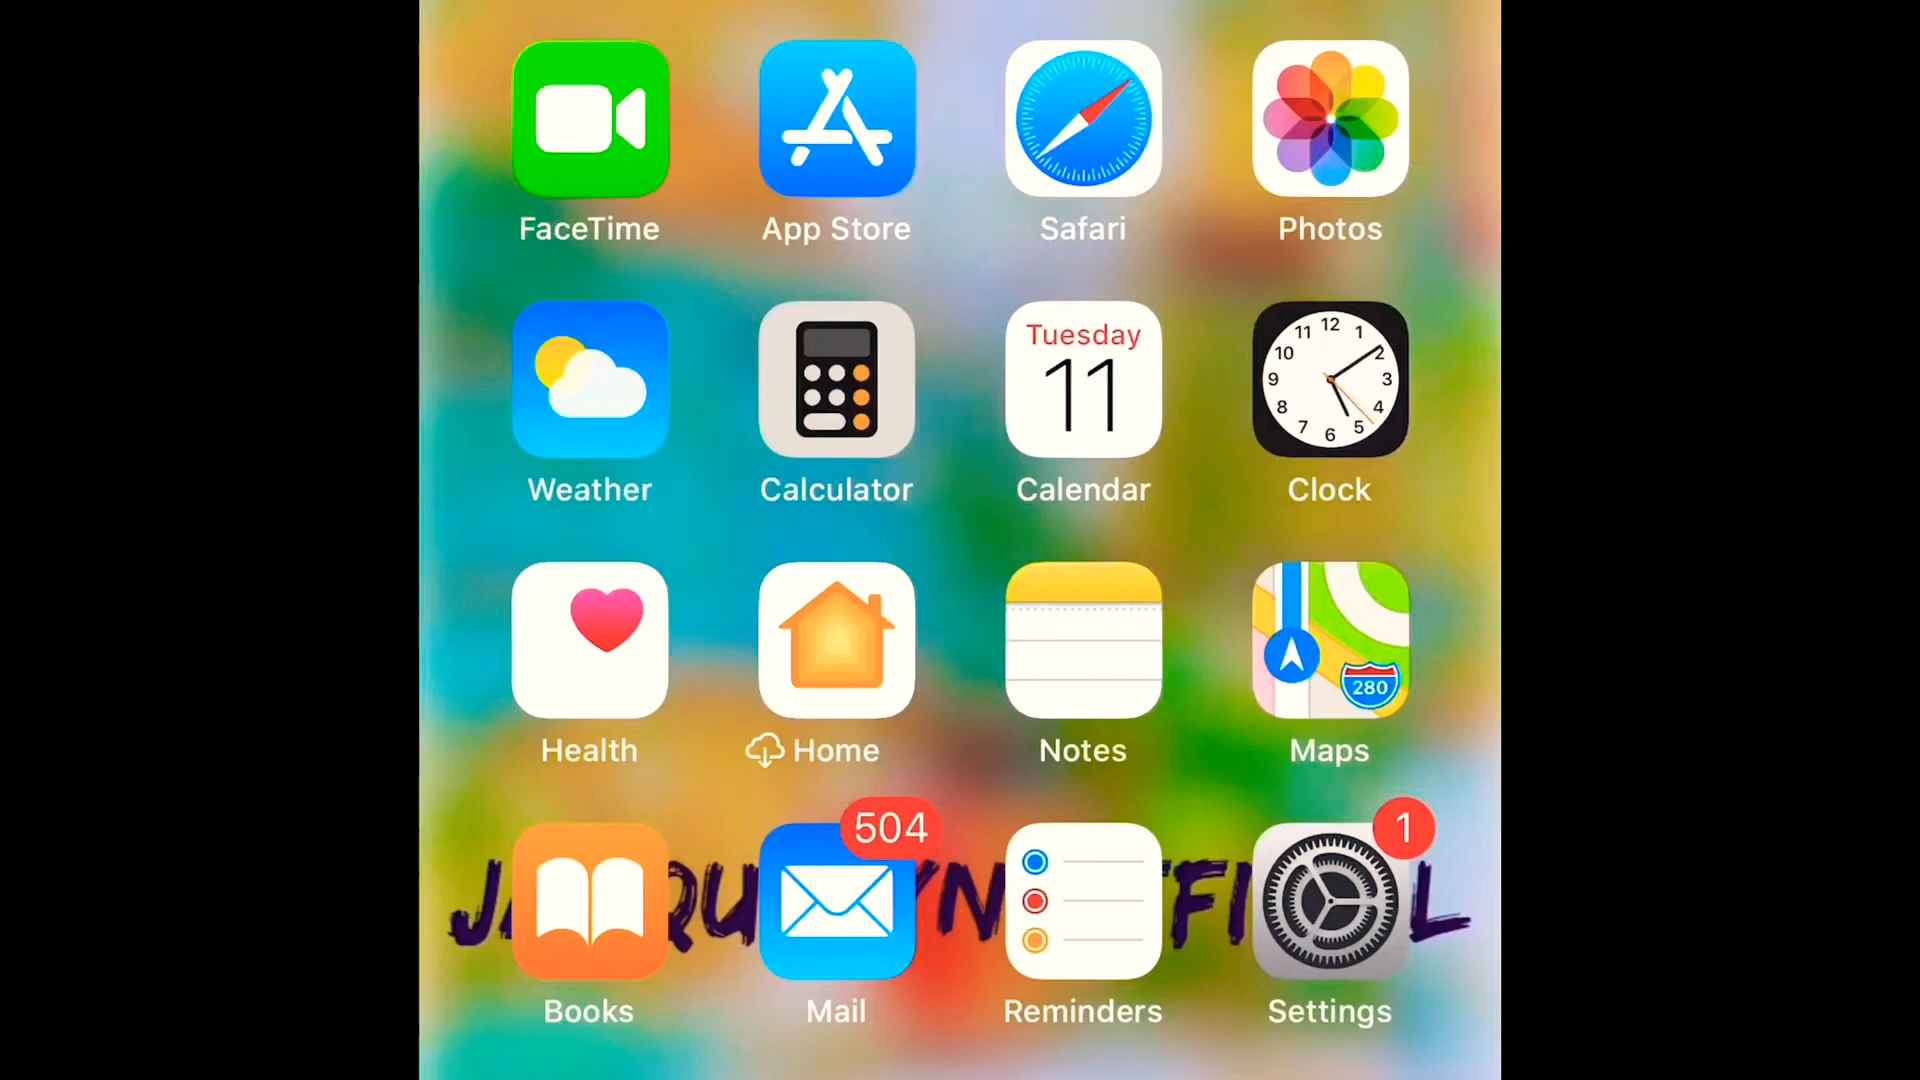 FaceTime App Store Safari Photos
Tuesday
11
12
11 1
10 2
9 3
8 4
7 5
6
Weather Calculator Calendar Clock
280
Health Home Notes Maps
504 1
Books Mail Reminders Settings